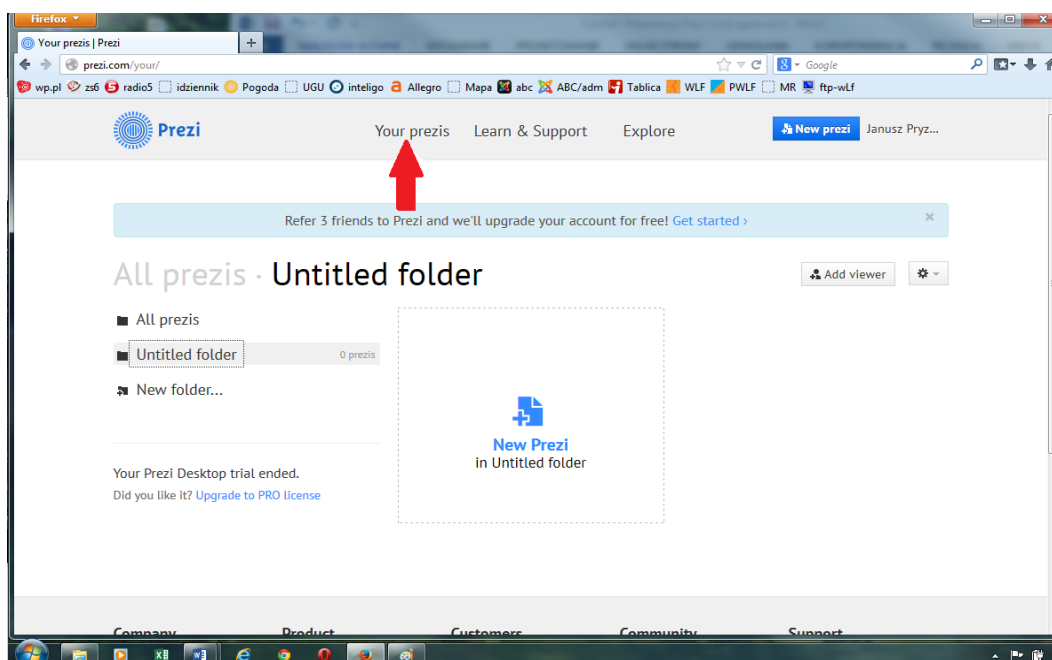 Firefox
Your prezis | Prezi
prezi.com/your/
Google
wp.pl zs6 radio5 idziennik Pogoda UGU inteligo Allegro Mapa abc ABC/adm Tablica WLF PWLF MR ftp-wLf
Prezi Your prezis Learn & Support Explore New prezi Janusz Pryz...
Refer 3 friends to Prezi and we'll upgrade your account for free! Get started ›
All prezis · Untitled folder Add viewer
All prezis
Untitled folder 0 prezis
New folder...
New Prezi
in Untitled folder
Your Prezi Desktop trial ended.
Did you like it? Upgrade to PRO license
Company Product Customers Community Support